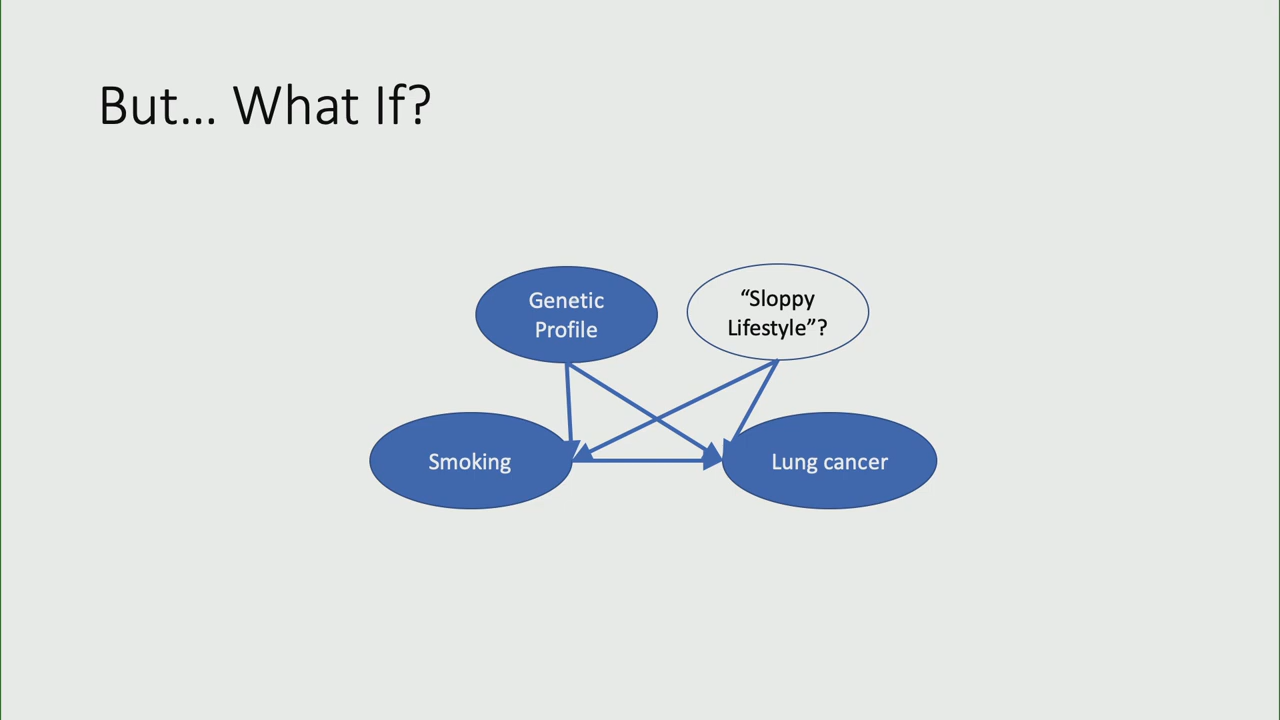 But... What If?
Genetic
Profile
“Sloppy
Lifestyle”?
Smoking
Lung cancer